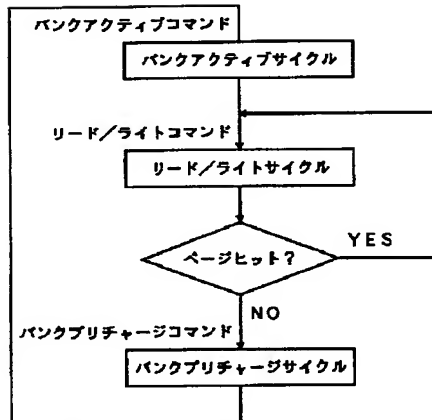 バンクアクティブコマンド
バンクアクティブサイクル
リード／ライトコマンド
リード／ライトサイクル
ページヒット？
YES
NO
バンクプリチャージコマンド
バンクプリチャージサイクル